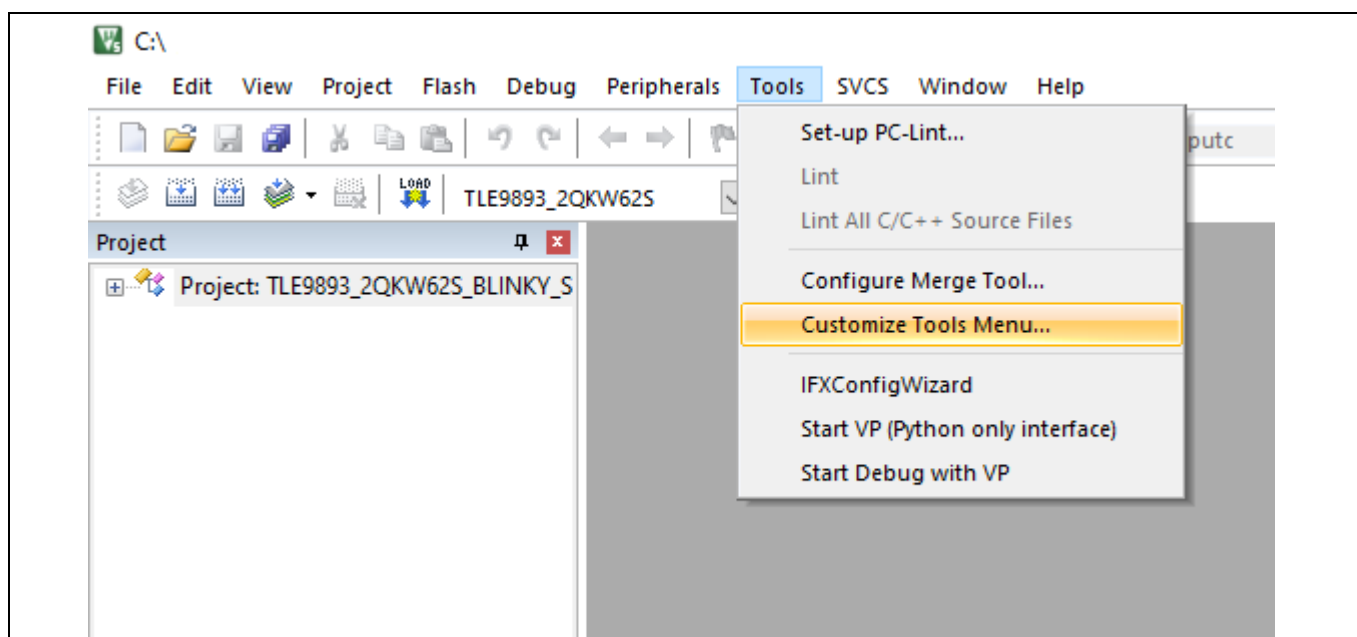 C:\
File Edit View Project Flash Debug Peripherals Tools SVCS Window Help
Set-up PC-Lint...
putc
LOAD TLE9893_2QKW62S
Lint
Lint All C/C++ Source Files
Project
Project: TLE9893_2QKW62S_BLINKY_S
Configure Merge Tool...
Customize Tools Menu...
IFXConfigWizard
Start VP (Python only interface)
Start Debug with VP